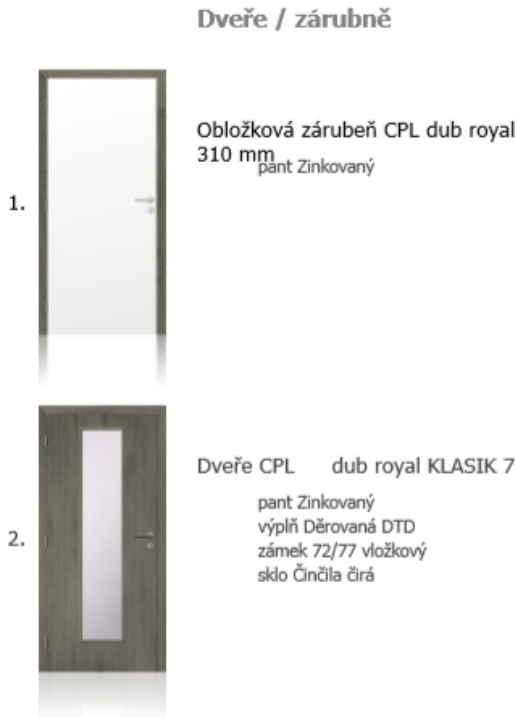 Dveře / zárubně
1.
Obložková zárubeň CPL dub royal
310 mm
pant Zinkovaný
2.
Dveře CPL dub royal KLASIK 7
pant Zinkovaný
výplň Děrovaná DTD
zámek 72/77 vložkový
sklo Činčila čirá